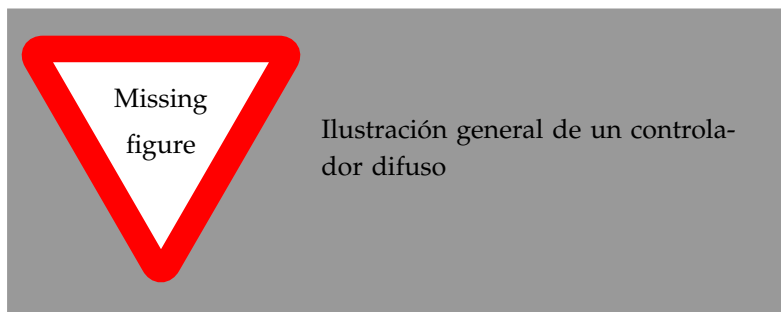 Missing
figure
Ilustración general de un controla-
dor difuso